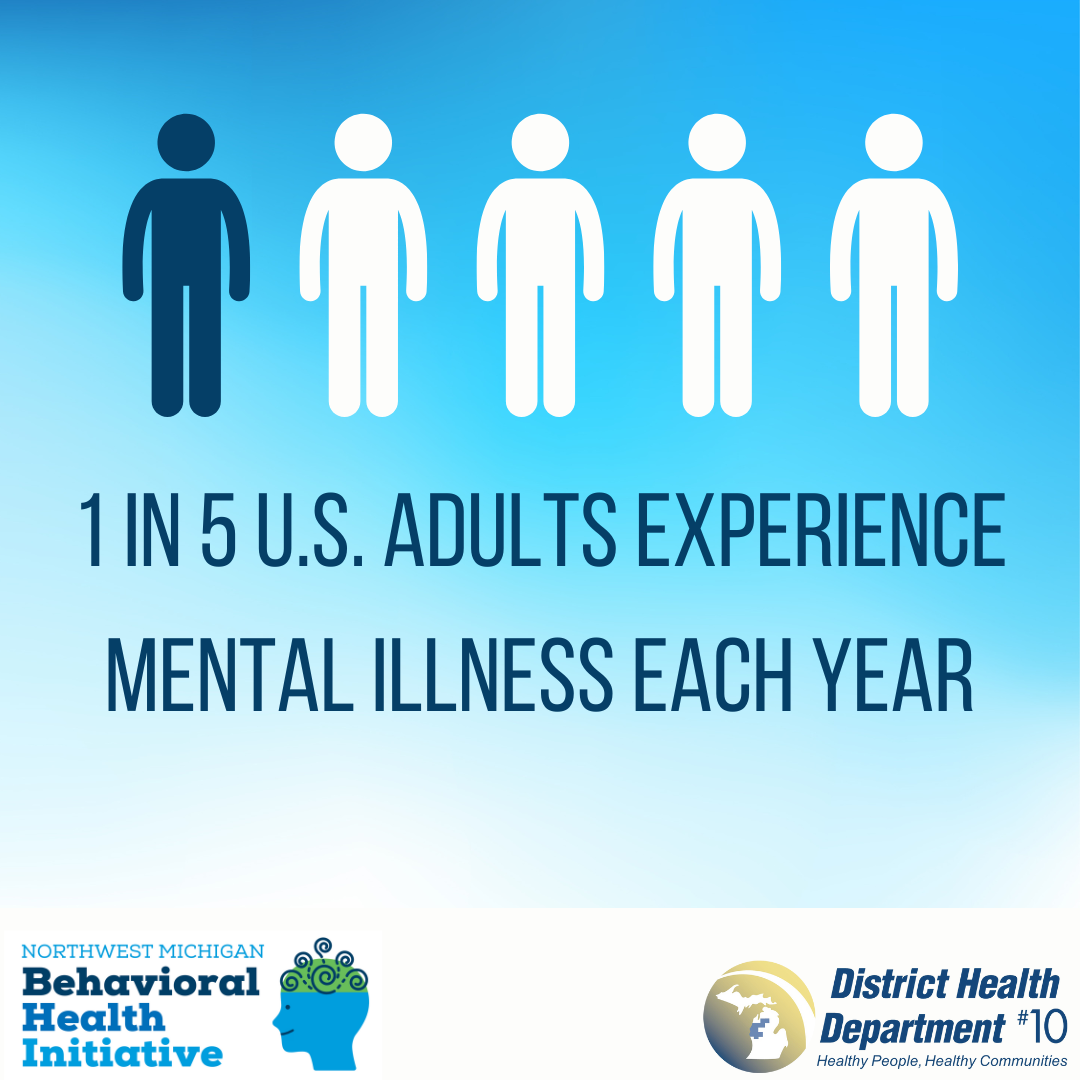 1 IN 5 U.S. ADULTS EXPERIENCE
MENTAL ILLNESS EACH YEAR
NORTHWEST MICHIGAN
Behavioral
Health
Initiative
District Health
Department #10
Healthy People, Healthy Communities